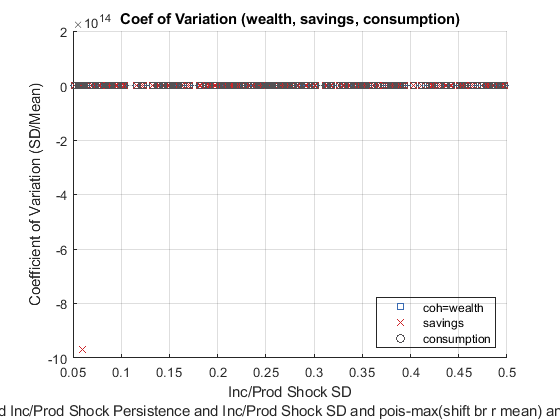 ×10^14
Coef of Variation (wealth, savings, consumption)
2
0
-2
-4
-6
-8
-10
Coefficient of Variation (SD/Mean)
coh=wealth
savings
consumption
0.05 0.1 0.15 0.2 0.25 0.3 0.35 0.4 0.45 0.5
Inc/Prod Shock SD
d Inc/Prod Shock Persistence and Inc/Prod Shock SD and pois-max(shift br r mean) a